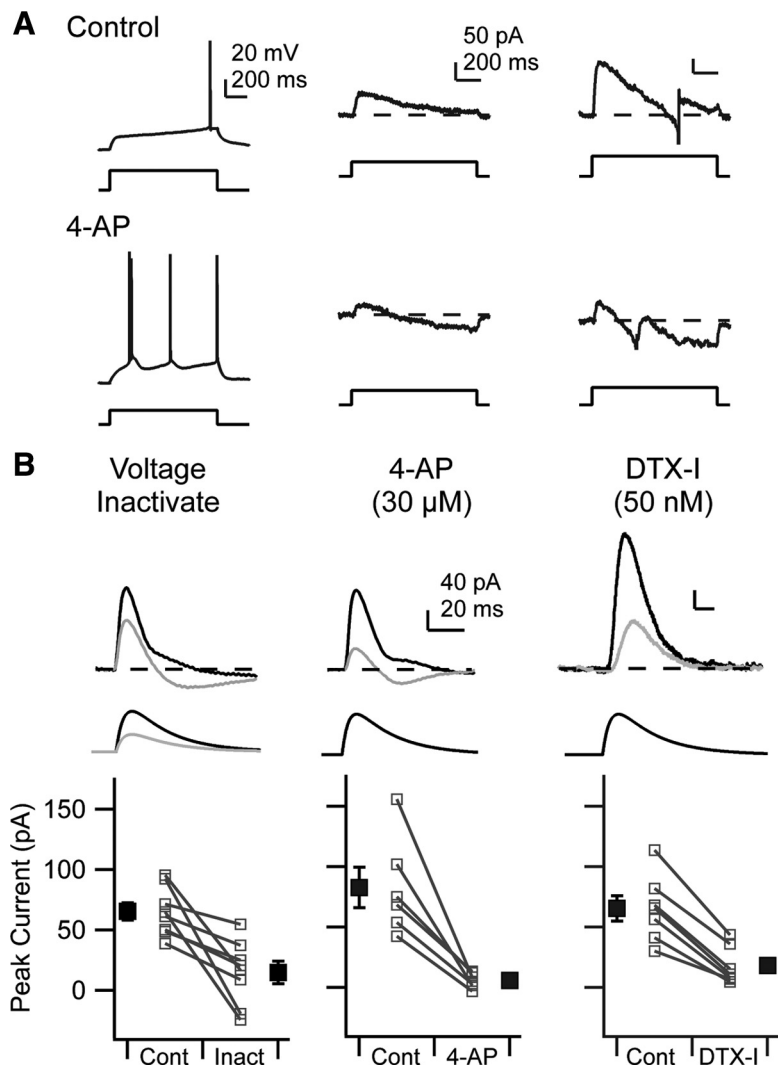 A
Control
20 mV
200 ms
50 pA
200 ms
4-AP
B
Voltage
Inactivate
4-AP
(30 µM)
DTX-I
(50 nM)
40 pA
20 ms
Peak Current (pA)
150
100
50
0
Cont Inact
Cont 4-AP
Cont DTX-I